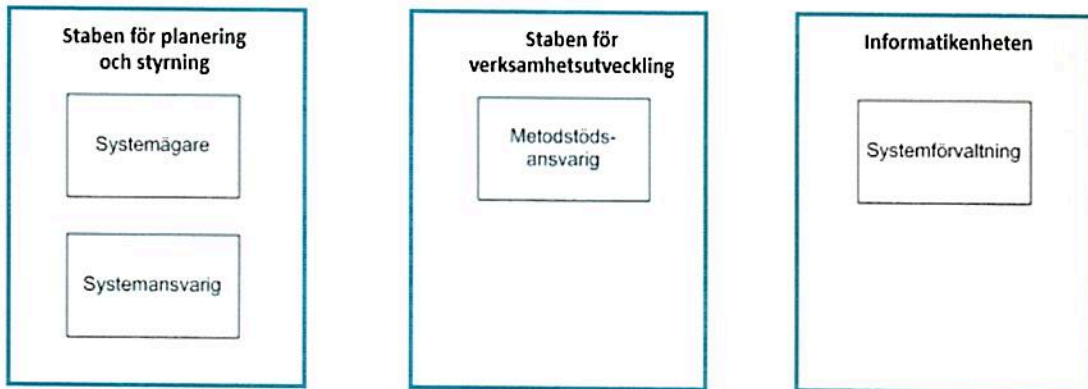 Staben för planering
och styrning
Systemägare
Systemansvarig
Staben för
verksamhetsutveckling
Metodstöds-
ansvarig
Informatikenheten
Systemförvaltning